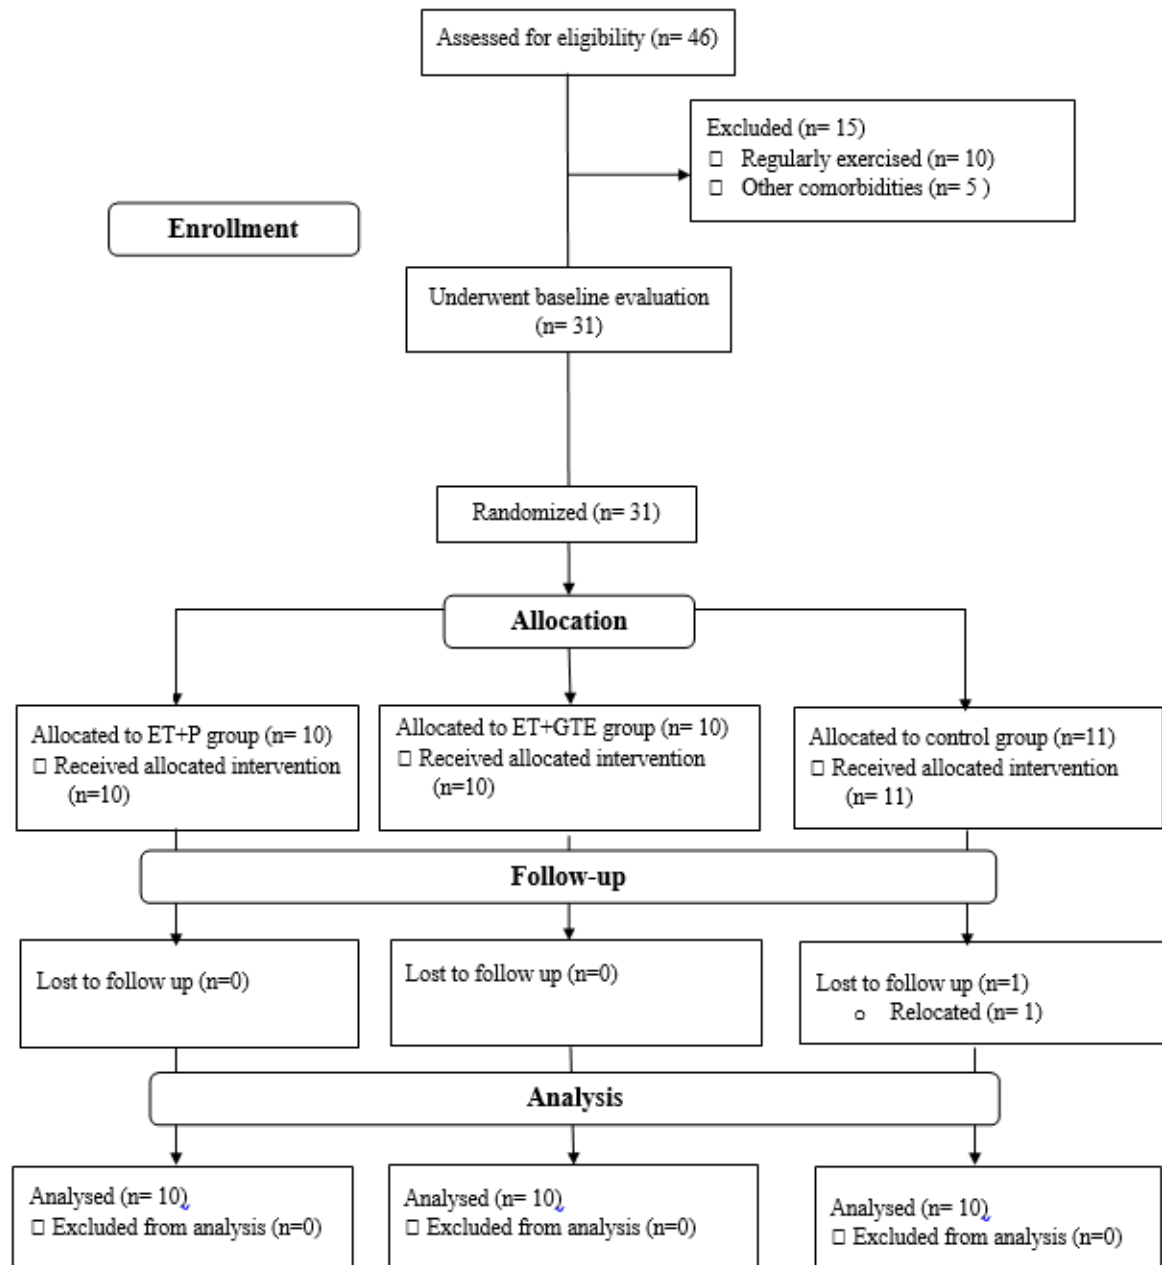 Assessed for eligibility (n= 46)
Excluded (n= 15)
□ Regularly exercised (n= 10)
□ Other comorbidities (n= 5 )
Enrollment
Underwent baseline evaluation
(n= 31)
Randomized (n= 31)
Allocation
Allocated to ET+P group (n= 10)
□ Received allocated intervention
(n=10)
Allocated to ET+GTE group (n= 10)
□ Received allocated intervention
(n=10)
Allocated to control group (n=11)
□ Received allocated intervention
(n= 11)
Follow-up
Lost to follow up (n=0)
Lost to follow up (n=0)
Lost to follow up (n=1)
o Relocated (n= 1)
Analysis
Analysed (n= 10)
□ Excluded from analysis (n=0)
Analysed (n= 10)
□ Excluded from analysis (n=0)
Analysed (n= 10)
□ Excluded from analysis (n=0)